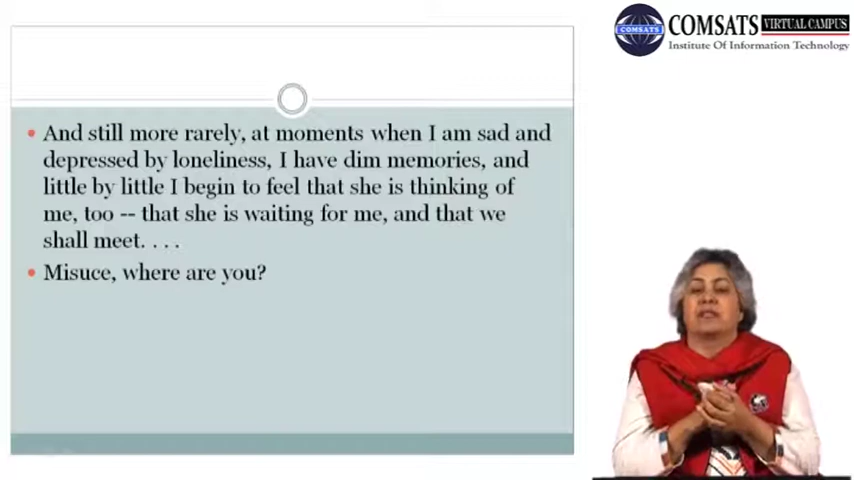 COMSATS VIRTUAL CAMPUS
COMSATS
Institute Of Information Technology
• And still more rarely, at moments when I am sad and
depressed by loneliness, I have dim memories, and
little by little I begin to feel that she is thinking of
me, too -- that she is waiting for me, and that we
shall meet. . . .
• Misuce, where are you?